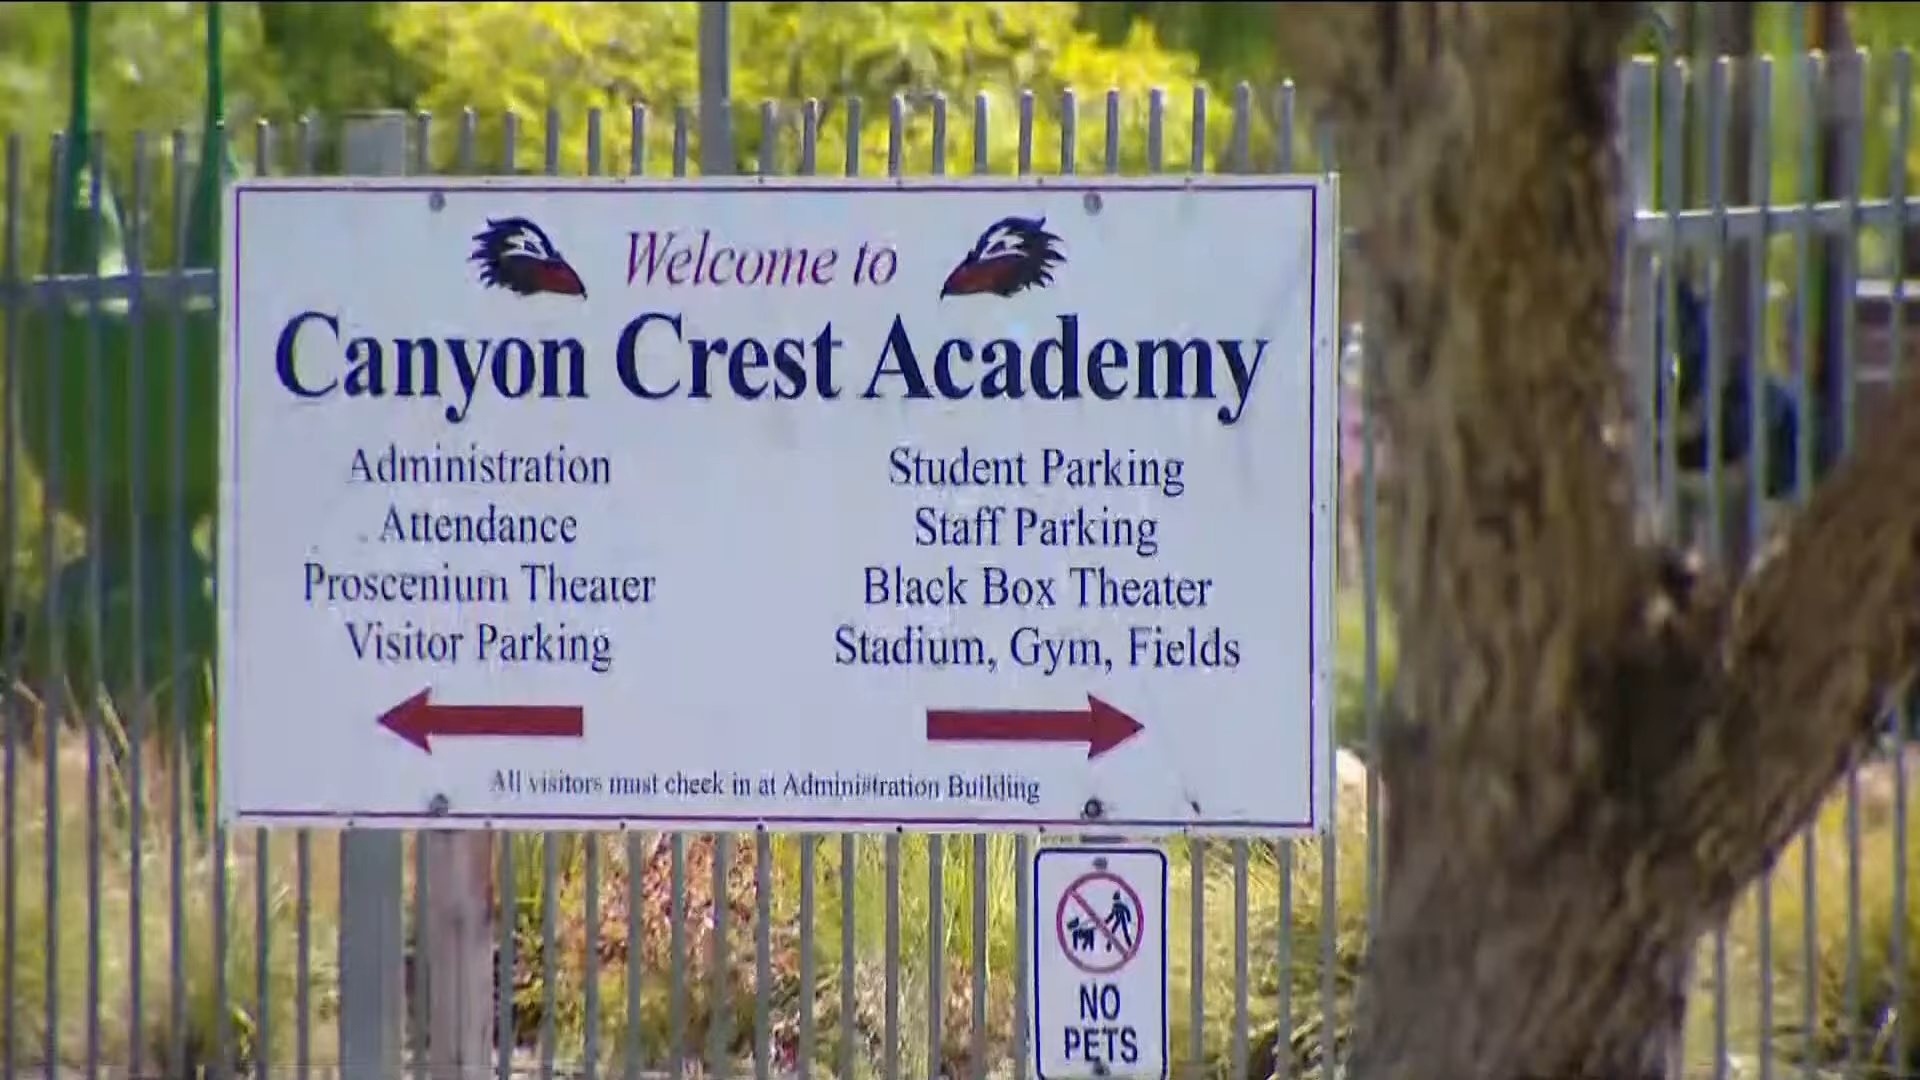 Welcome to
Canyon Crest Academy
Administration
Attendance
Proscenium Theater
Visitor Parking
Student Parking
Staff Parking
Black Box Theater
Stadium, Gym, Fields
All visitors must check in at Administration Building
NO
PETS